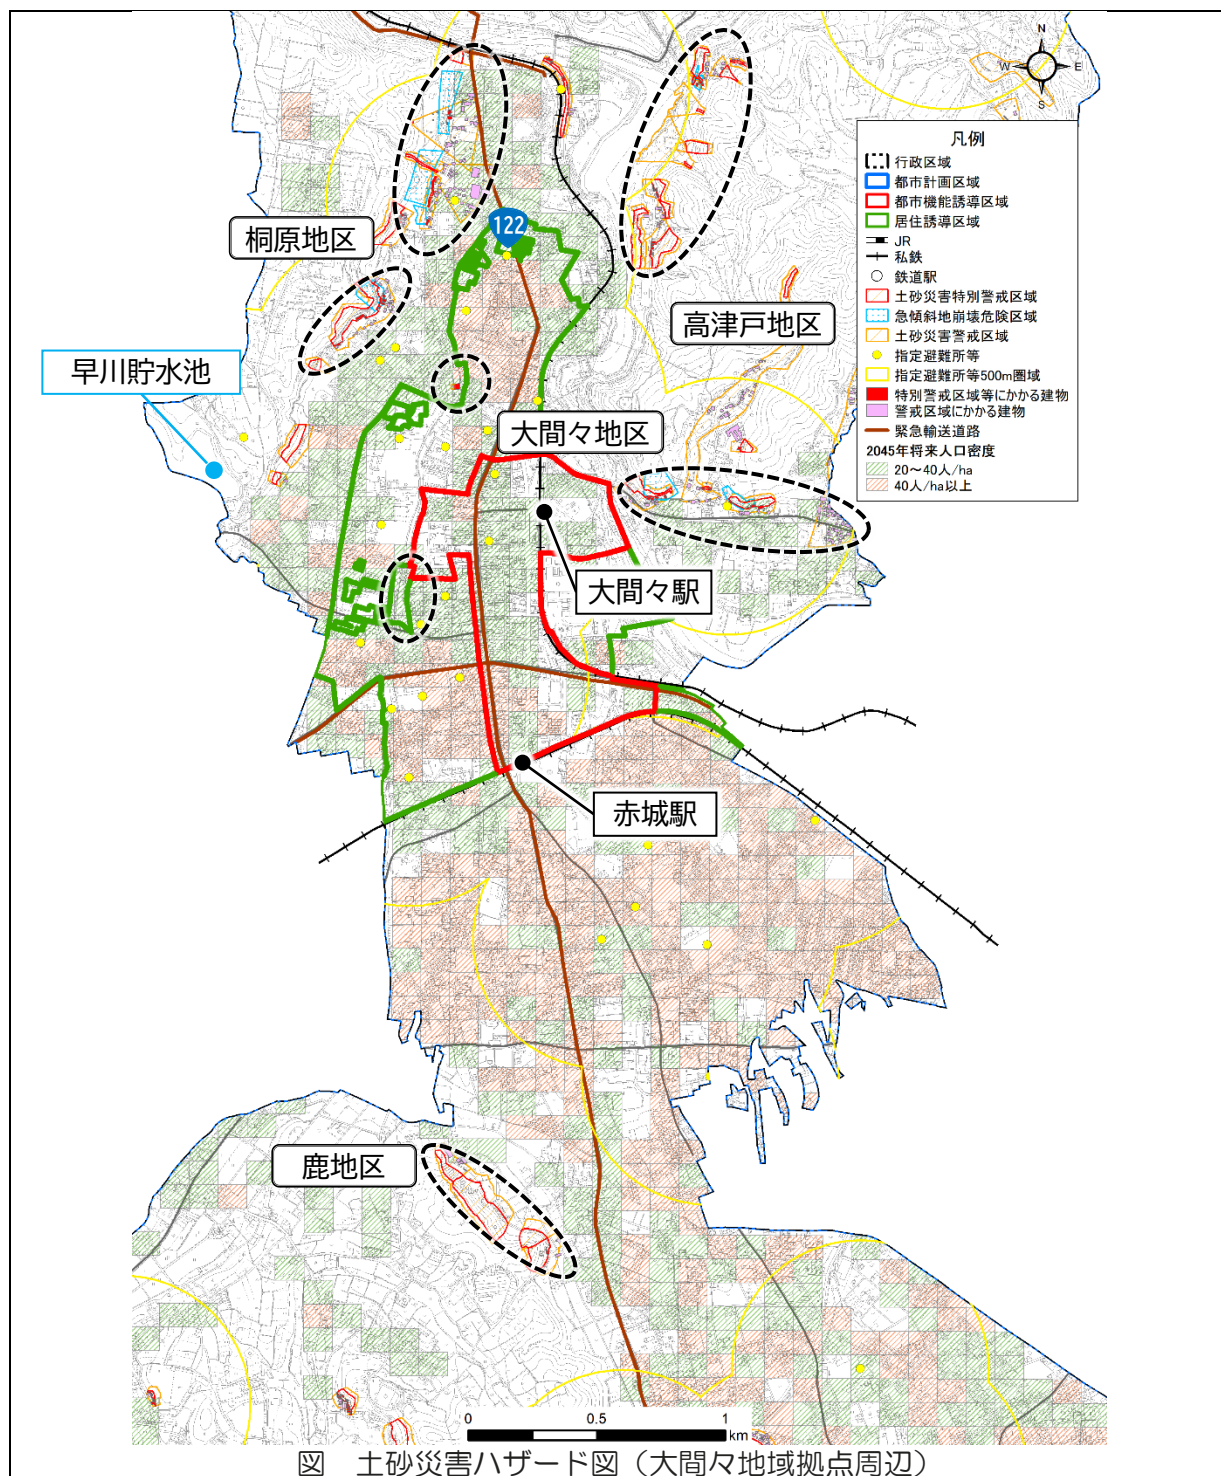 N
W E
S
凡例
行政区域
都市計画区域
都市機能誘導区域
居住誘導区域
JR
私鉄
鉄道駅
土砂災害特別警戒区域
急傾斜地崩壊危険区域
土砂災害警戒区域
指定避難所等
指定避難所等500m圏域
特別警戒区域等にかかる建物
警戒区域にかかる建物
緊急輸送道路
2045年将来人口密度
20～40人/ha
40人/ha以上
122
桐原地区
高津戸地区
早川貯水池
大間々地区
大間々駅
赤城駅
鹿地区
0 0.5 1
km
図 土砂災害ハザード図（大間々地域拠点周辺）